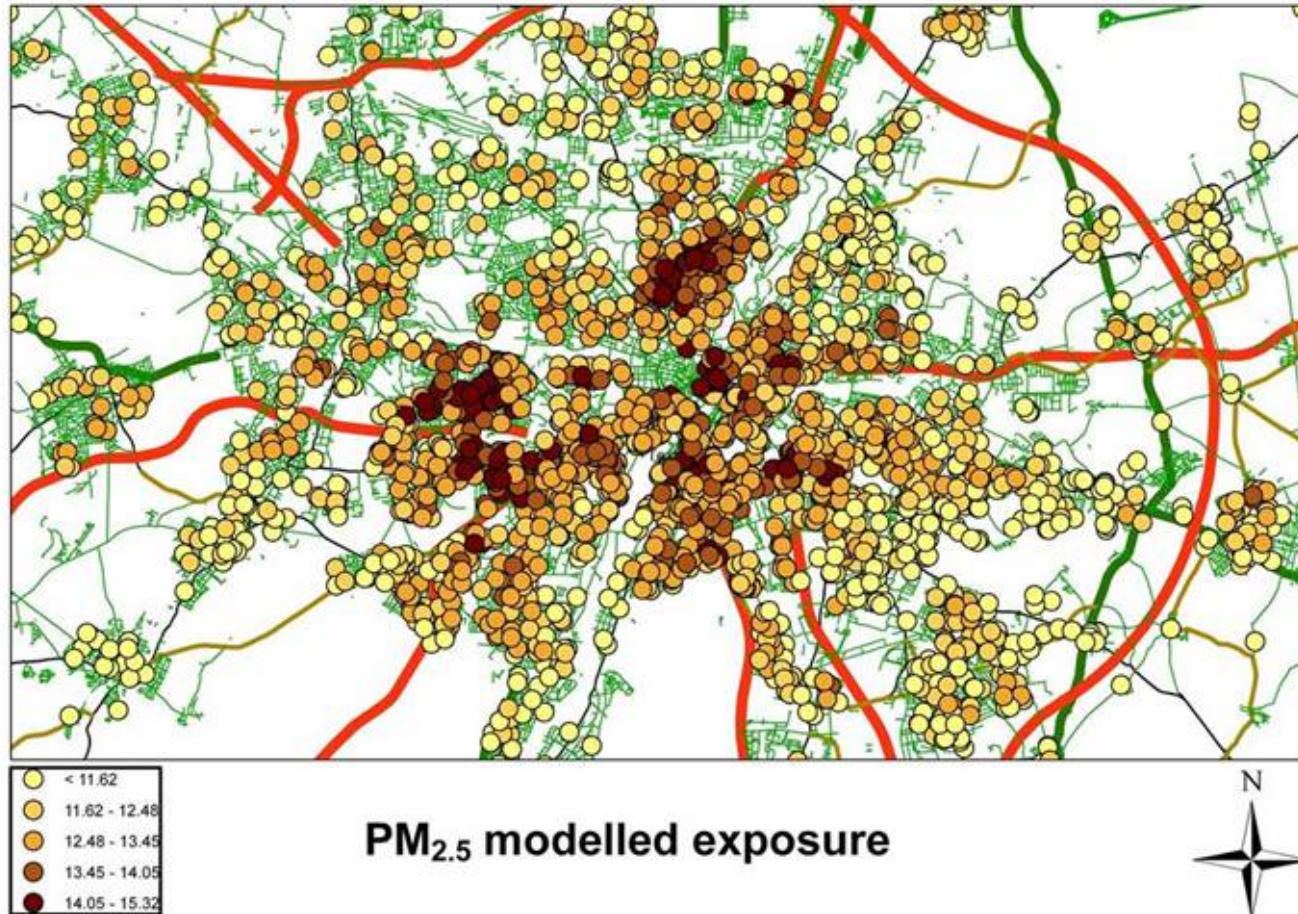 < 11.62
11.62 - 12.48
12.48 - 13.45
13.45 - 14.05
14.05 - 15.32
PM2.5 modelled exposure
N